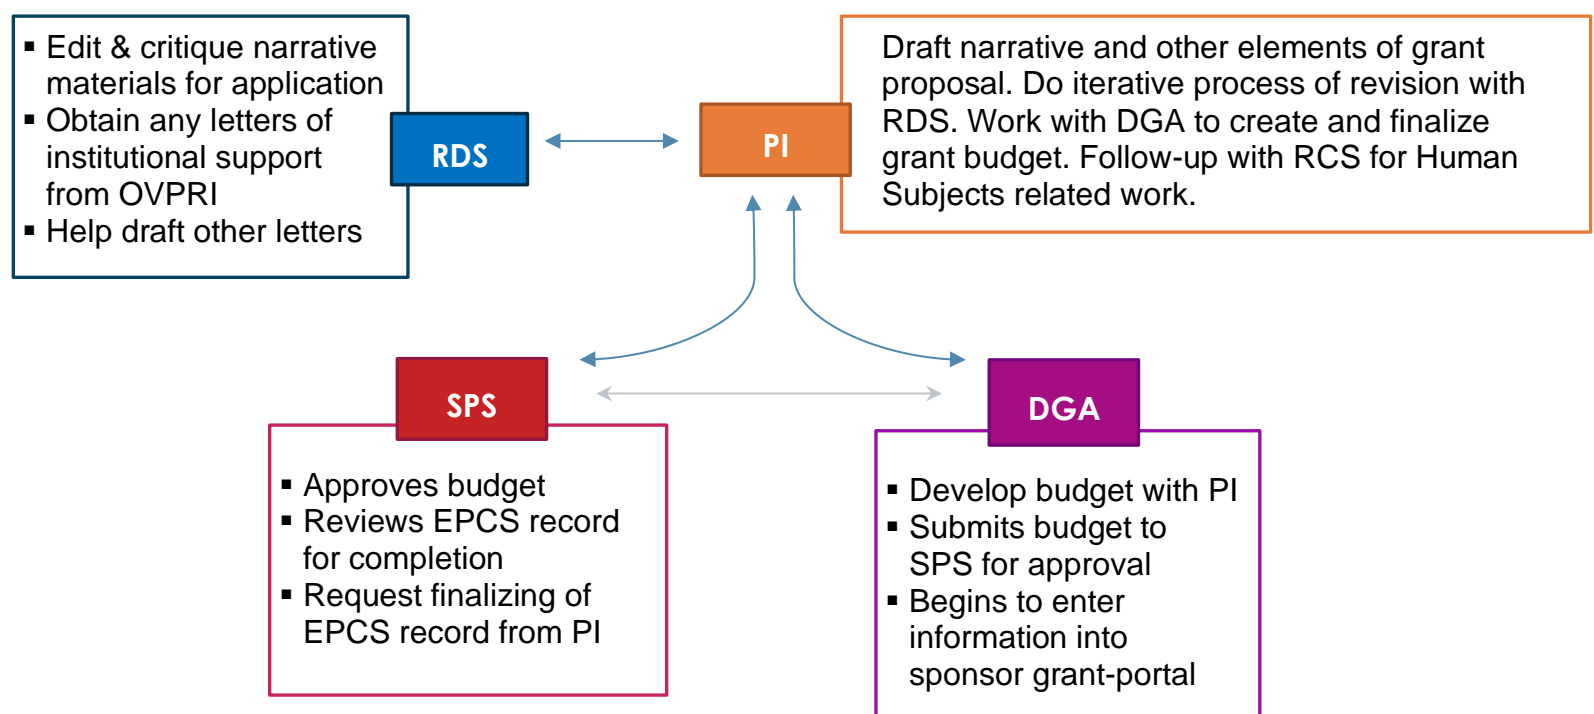 ▪ Edit & critique narrative
materials for application
▪ Obtain any letters of
institutional support
from OVPRI
▪ Help draft other letters
RDS
PI
Draft narrative and other elements of grant
proposal. Do iterative process of revision with
RDS. Work with DGA to create and finalize
grant budget. Follow-up with RCS for Human
Subjects related work.
SPS
▪ Approves budget
▪ Reviews EPCS record
for completion
▪ Request finalizing of
EPCS record from PI
DGA
▪ Develop budget with PI
▪ Submits budget to
SPS for approval
▪ Begins to enter
information into
sponsor grant-portal